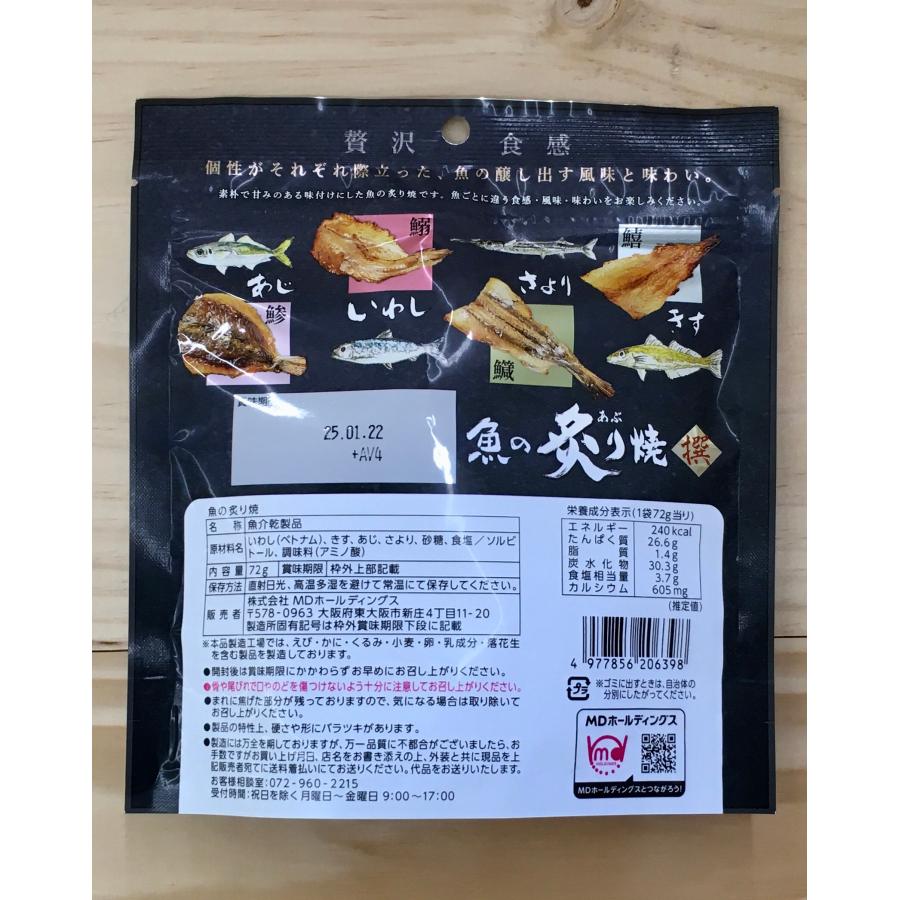 贅沢 食感
個性がそれぞれ際立った、魚の醸し出す風味と味わい。
素朴で甘みのある味付けにした魚の炙り焼です。魚ごとに違う食感・風味・味わいをお楽しみください。
鰯
鱚
あじ
いわし
さより
きす
鯵
鱵
25.01.22
+AV4
あぶ
魚の炙り焼 撰
魚の炙り焼
名 称 魚介乾製品
原材料名 いわし(ベトナム)、きす、あじ、さより、砂糖、食塩/ソルビ
トール、調味料(アミノ酸)
内容量 72g 賞味期限 枠外上部記載
保存方法 直射日光、高温多湿を避けて常温にて保存してください。
販売者 株式会社 MDホールディングス
〒578-0963 大阪府東大阪市新庄4丁目11-20
製造所固有記号は枠外賞味期限下段に記載
※本品製造工場では、えび・かに・くるみ・小麦・卵・乳成分・落花生
を含む製品を製造しております。
●開封後は賞味期限にかかわらずお早めにお召し上がりください。
●骨や尾びれで口やのどを傷つけないよう十分に注意してお召し上がりください。
●まれに焦げた部分が残っておりますので、気になる場合は取り除いて
お召し上がりください。
●製品の特性上、硬さや形にバラツキがあります。
●製造には万全を期しておりますが、万一品質に不都合がございましたら、お
手数ですがお買い上げ月日、店名をお書き添えの上、外装と共に現品を上
記販売者宛てに送料着払いにてお送りください。代品をお送りいたします。
お客様相談室:072-960-2215
受付時間:祝日を除く月曜日~金曜日 9:00~17:00
栄養成分表示(1袋72g当り)
エネルギー 240kcal
たんぱく質 26.6g
脂質 1.4g
炭水化物 30.3g
食塩相当量 3.7g
カルシウム 605mg
(推定値)
4 977856 206398
プラ
※ゴミに出すときは、自治体の
分別にしたがってください。
MDホールディングス
md
HOLDINGS
MDホールディングスとつながろう!